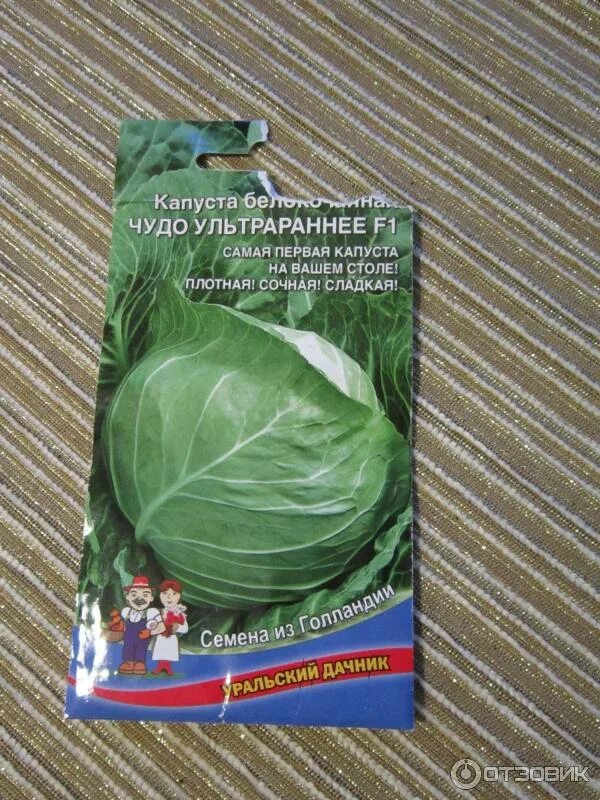 Капуста белокочанная
ЧУДО УЛЬТРАРАННЕЕ F1
САМАЯ ПЕРВАЯ КАПУСТА
НА ВАШЕМ СТОЛЕ!
ПЛОТНАЯ! СОЧНАЯ! СЛАДКАЯ!
Семена из Голландии
УРАЛЬСКИЙ ДАЧНИК
ОТЗОВИК